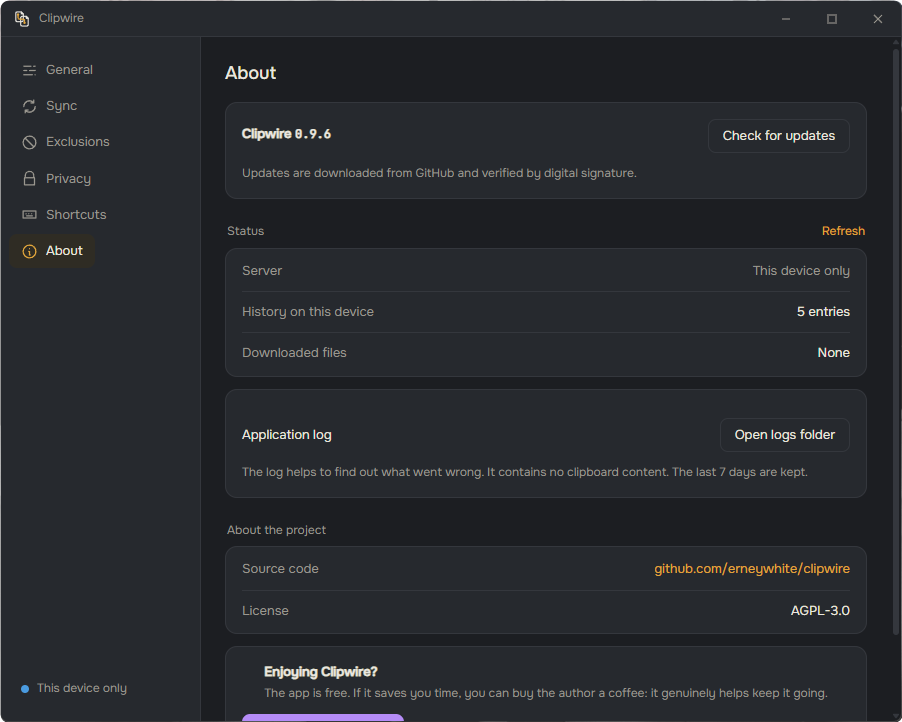 Clipwire
General
Sync
Exclusions
Privacy
Shortcuts
About
About
Clipwire 0.9.6
Check for updates
Updates are downloaded from GitHub and verified by digital signature.
Status
Refresh
Server
This device only
History on this device
5 entries
Downloaded files
None
Application log
Open logs folder
The log helps to find out what went wrong. It contains no clipboard content. The last 7 days are kept.
About the project
Source code
github.com/erneywhite/clipwire
License
AGPL-3.0
Enjoying Clipwire?
The app is free. If it saves you time, you can buy the author a coffee: it genuinely helps keep it going.
This device only